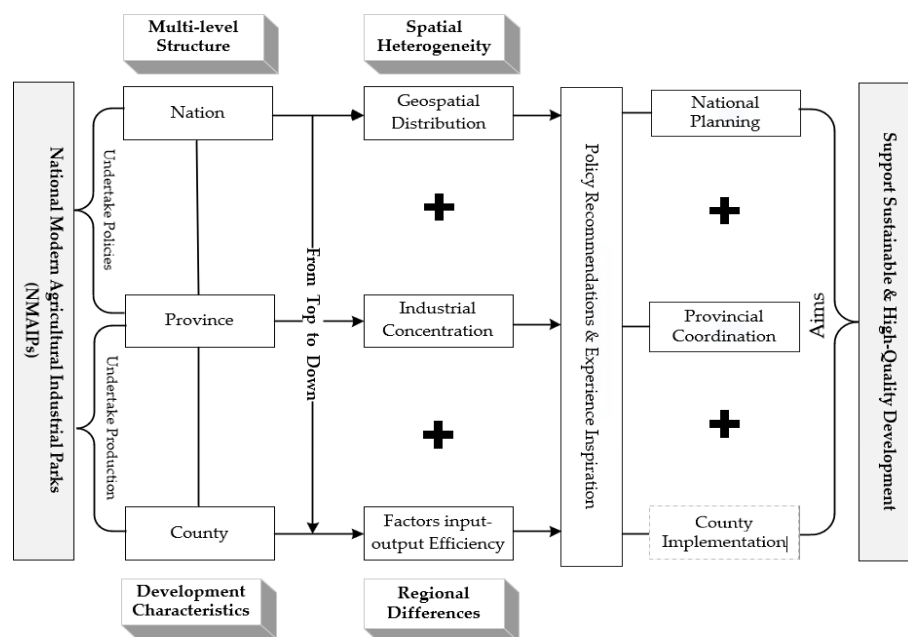 Multi-level
Structure
Spatial
Heterogeneity
National Modern Agricultural Industrial Parks
(NMAIPs)
Undertake Policies
Undertake Production
Nation
Province
County
From Top to Down
Geospatial
Distribution
Industrial
Concentration
Factors input-
output Efficiency
Policy Recommendations & Experience Inspiration
National
Planning
Provincial
Coordination
County
Implementation
Aims
Support Sustainable & High-Quality Development
Development
Characteristics
Regional
Differences